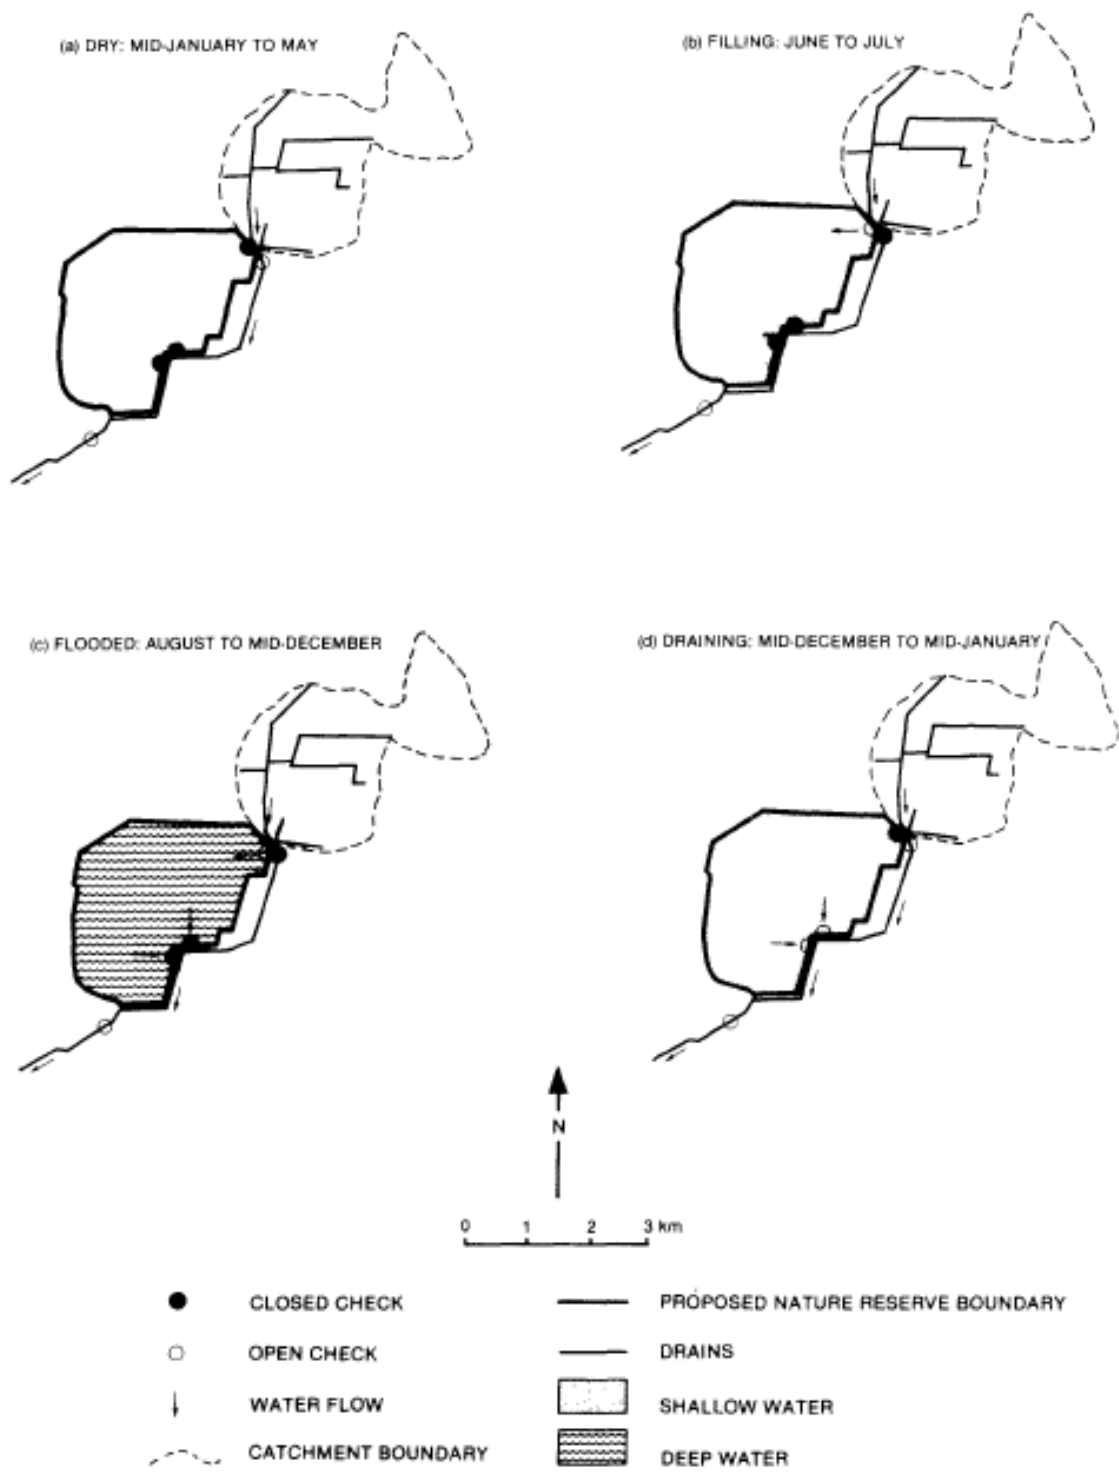 (a) DRY: MID-JANUARY TO MAY
(b) FILLING: JUNE TO JULY
(c) FLOODED: AUGUST TO MID-DECEMBER
(d) DRAINING: MID-DECEMBER TO MID-JANUARY
N
0 1 2 3 km
CLOSED CHECK
PROPOSED NATURE RESERVE BOUNDARY
OPEN CHECK
DRAINS
WATER FLOW
SHALLOW WATER
CATCHMENT BOUNDARY
DEEP WATER